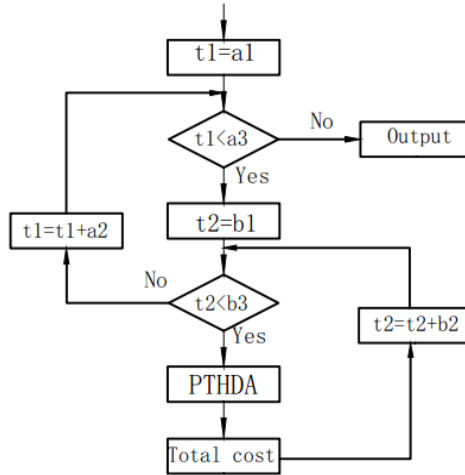 t1=a1
t1<a3
No
Output
Yes
t2=b1
t1=t1+a2
No
t2<b3
t2=t2+b2
Yes
PTHDA
Total cost